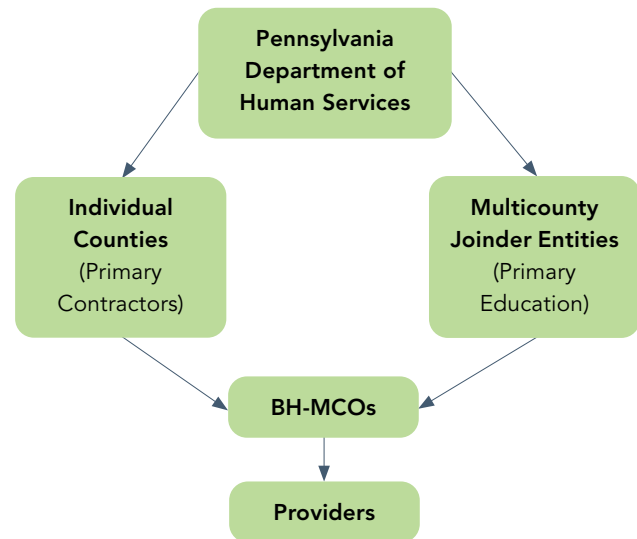 Pennsylvania
Department of
Human Services
Individual
Counties
(Primary
Contractors)
Multicounty
Joinder Entities
(Primary
Education)
BH-MCOs
Providers